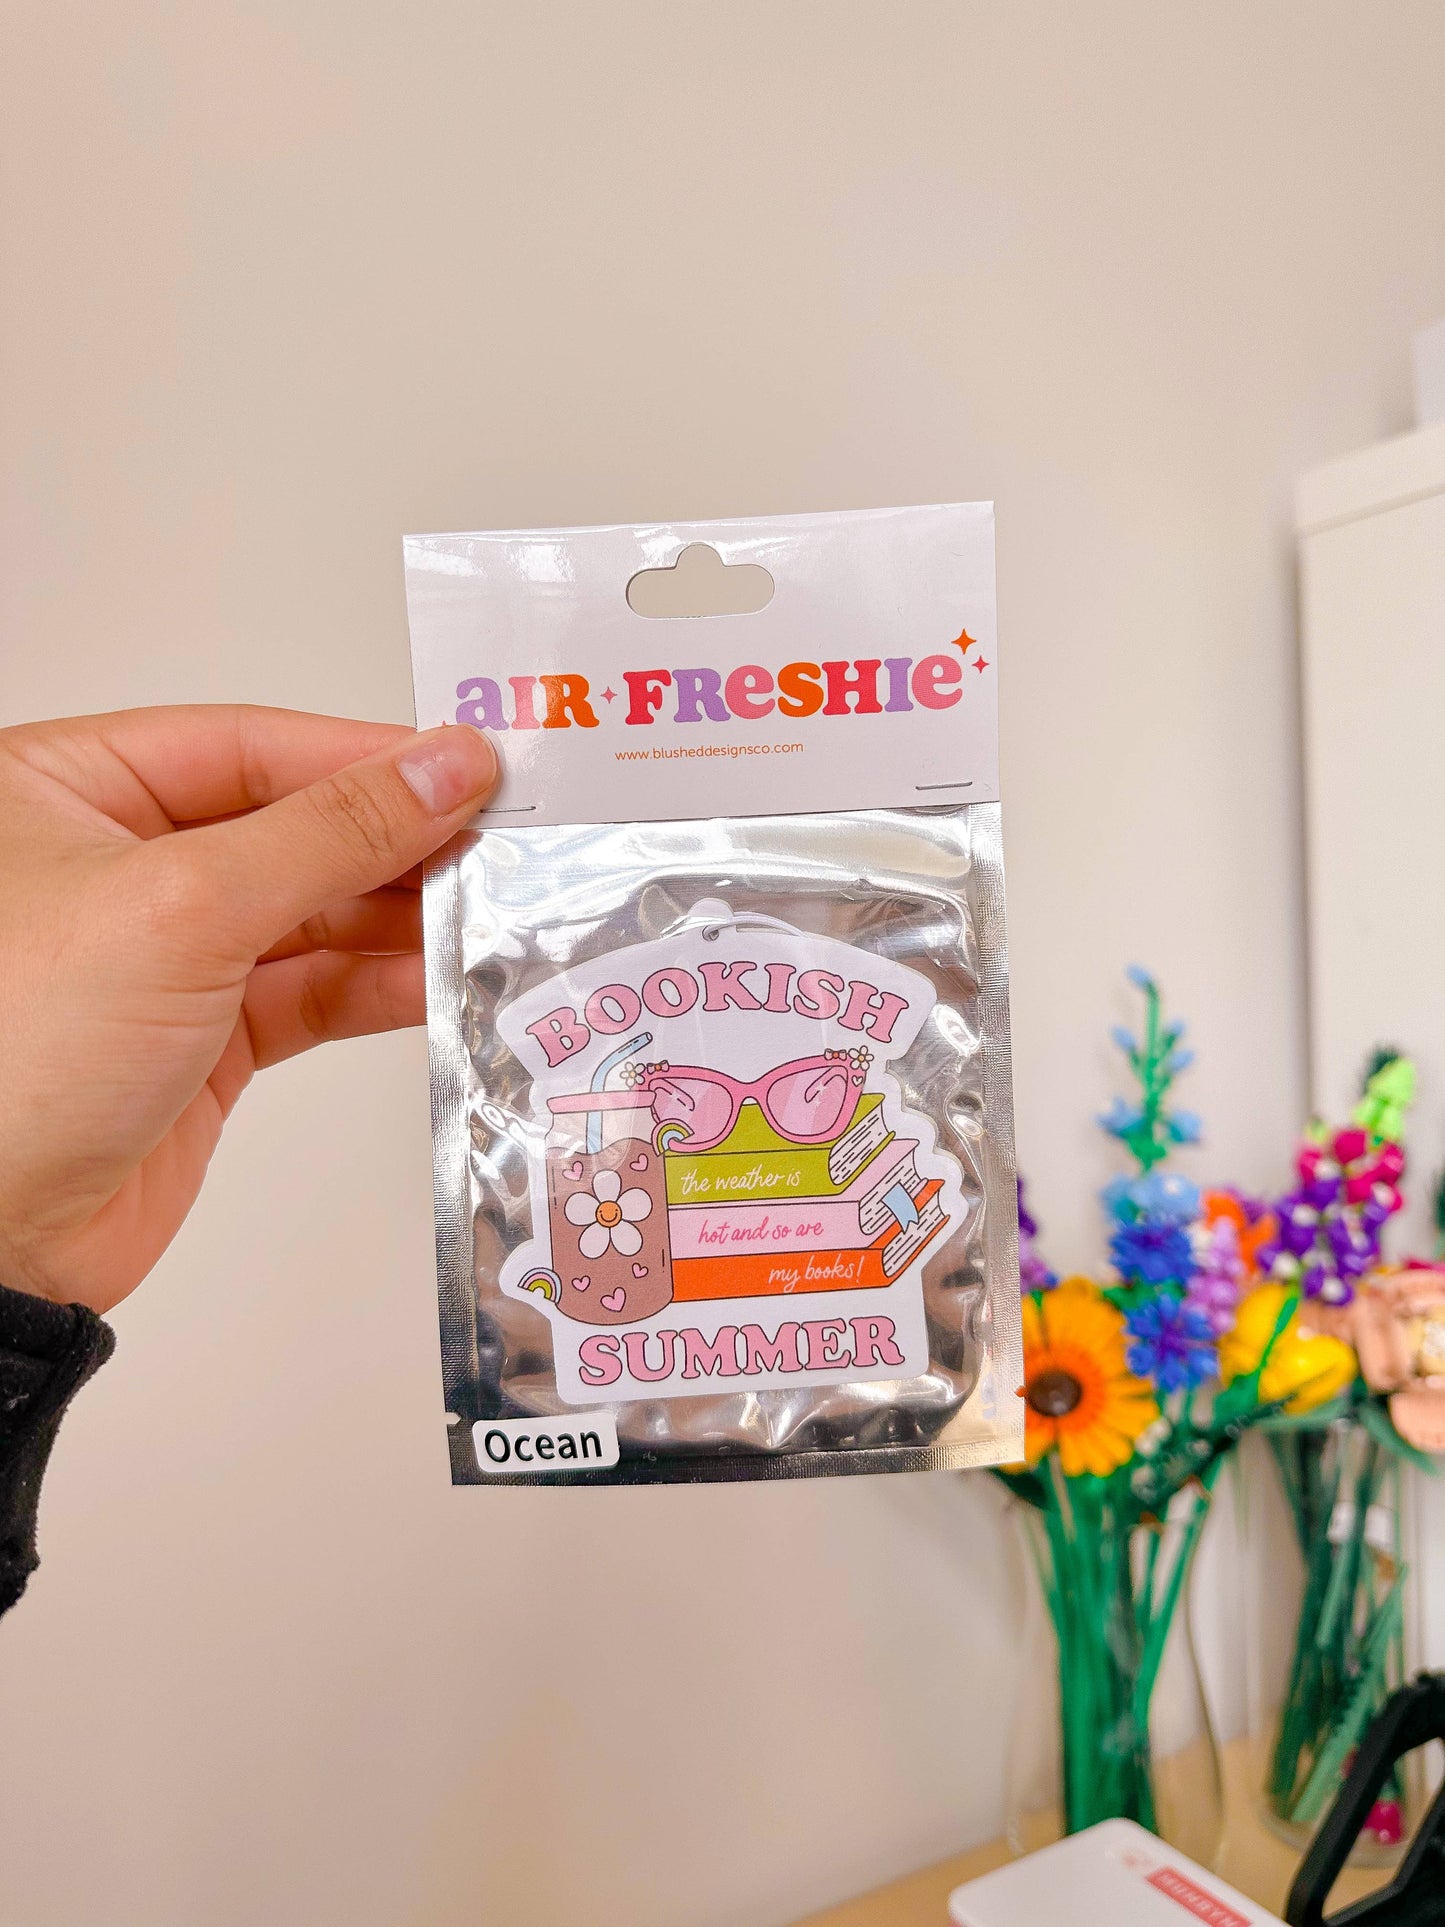 AIR FRESHIE
www.blusheddesignsco.com
BOOKISH
the weather is
hot and so are
my books!
SUMMER
Ocean